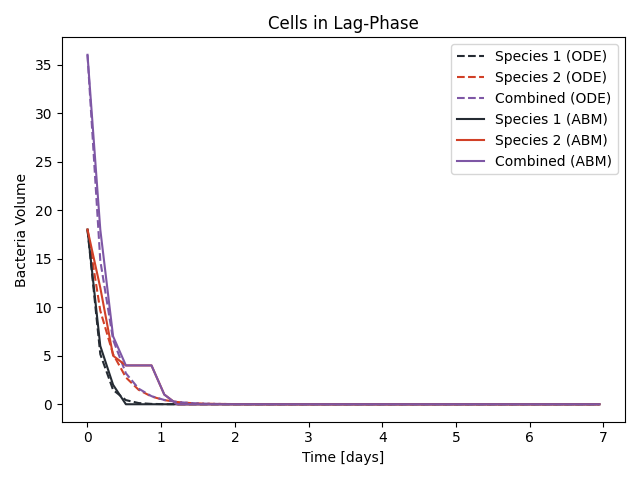 Cells in Lag-Phase
Species 1 (ODE)
Species 2 (ODE)
Combined (ODE)
Species 1 (ABM)
Species 2 (ABM)
Combined (ABM)
Bacteria Volume
35
30
25
20
15
10
5
0
0 1 2 3 4 5 6 7
Time [days]